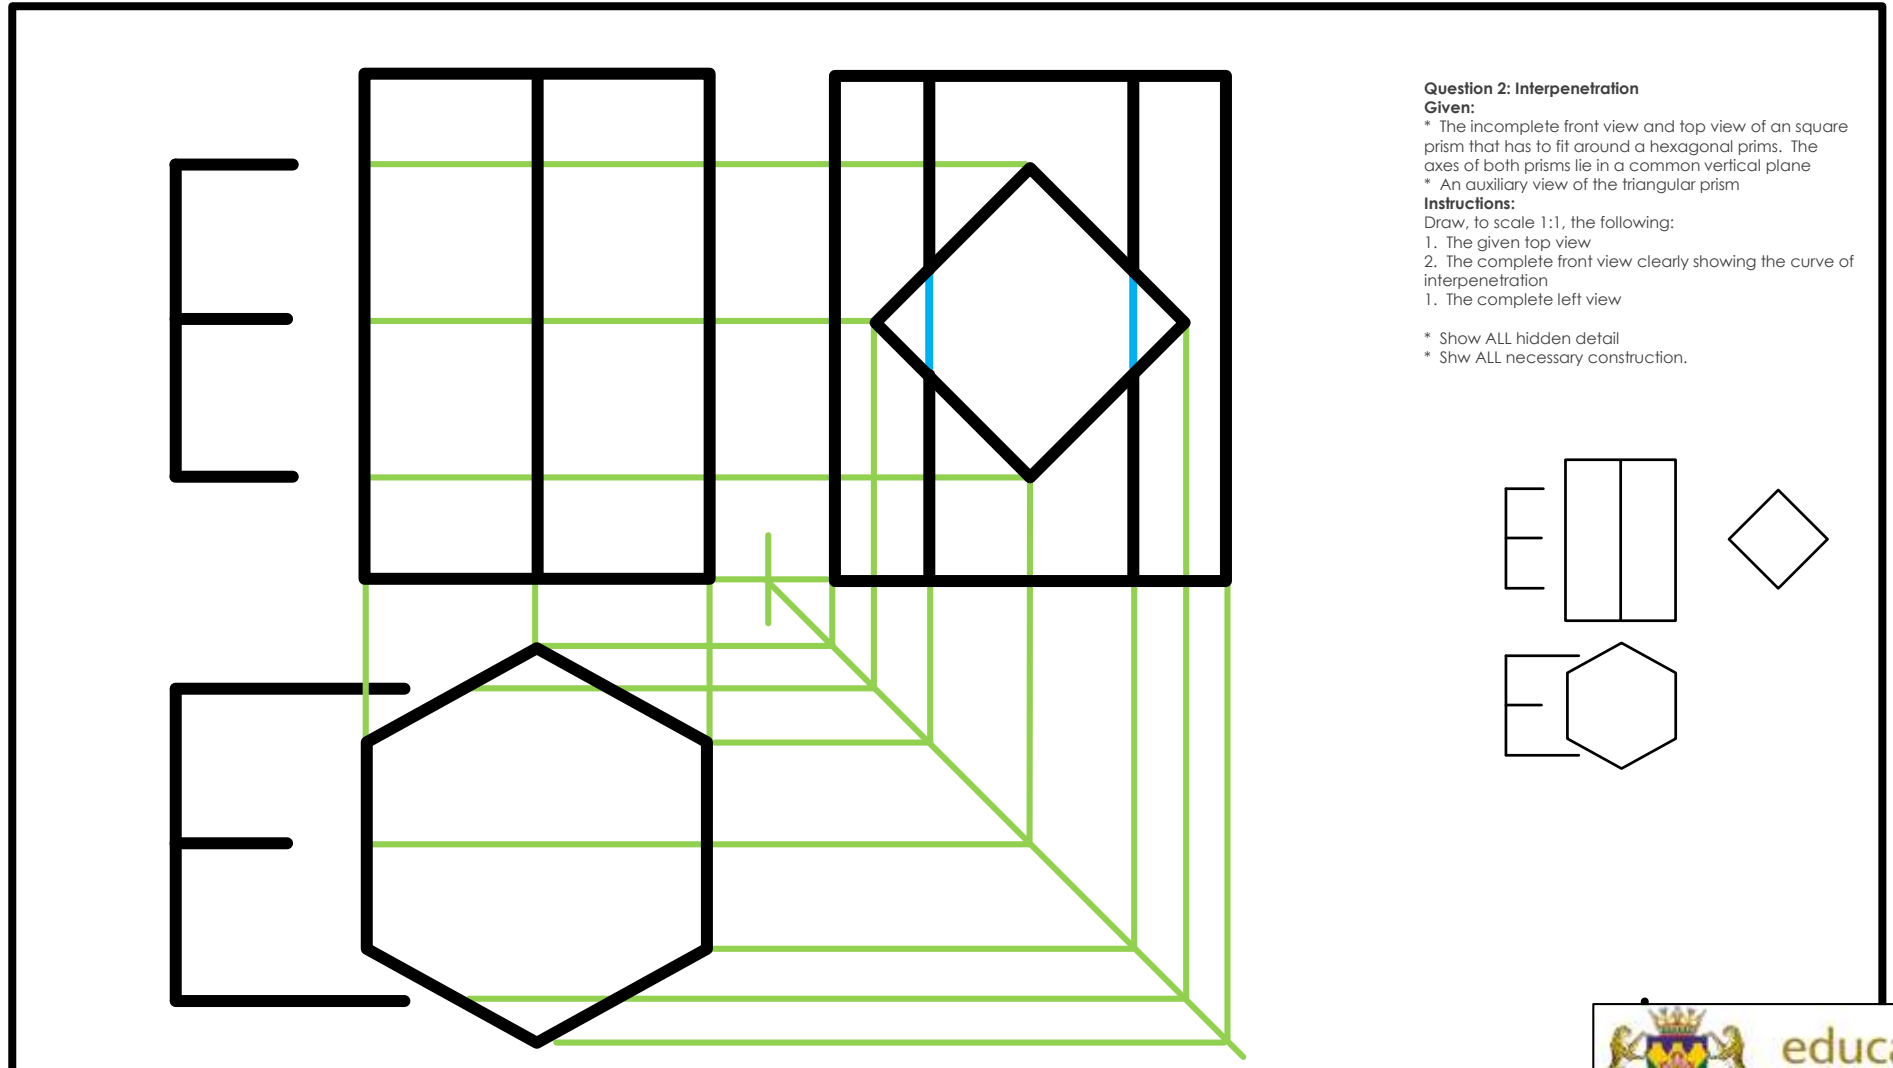 Question 2: Interpenetration
Given:
* The incomplete front view and top view of an square
prism that has to fit around a hexagonal prims. The
axes of both prisms lie in a common vertical plane
* An auxiliary view of the triangular prism
Instructions:
Draw, to scale 1:1, the following:
1. The given top view
2. The complete front view clearly showing the curve of
interpenetration
1. The complete left view
* Show ALL hidden detail
* Shw ALL necessary construction.